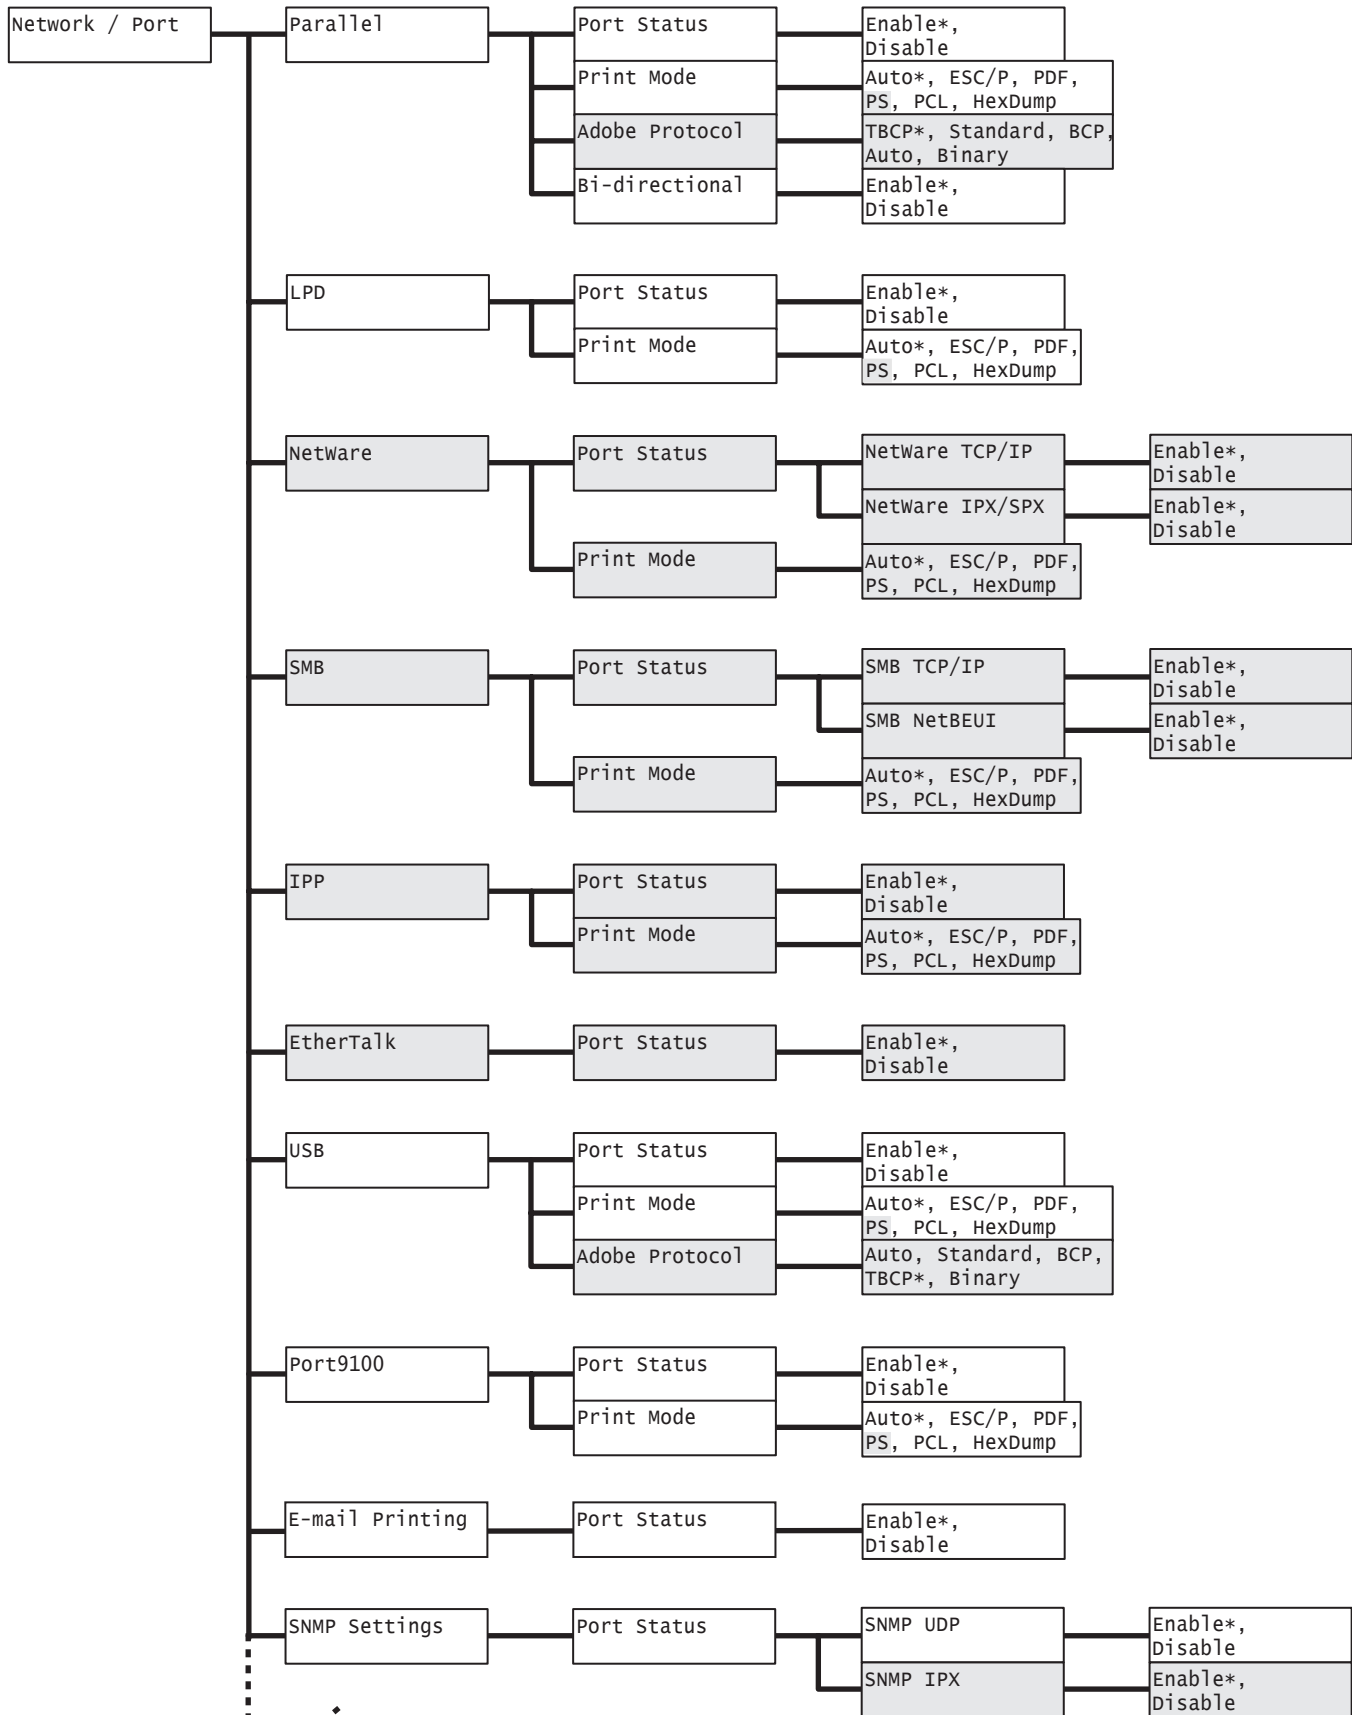 Network / Port
Parallel
Port Status
Enable*,
Disable
Print Mode
Auto*, ESC/P, PDF,
PS, PCL, HexDump
Adobe Protocol
TBCP*, Standard, BCP,
Auto, Binary
Bi-directional
Enable*,
Disable
LPD
Port Status
Enable*,
Disable
Print Mode
Auto*, ESC/P, PDF,
PS, PCL, HexDump
NetWare
Port Status
NetWare TCP/IP
Enable*,
Disable
NetWare IPX/SPX
Enable*,
Disable
Print Mode
Auto*, ESC/P, PDF,
PS, PCL, HexDump
SMB
Port Status
SMB TCP/IP
Enable*,
Disable
SMB NetBEUI
Enable*,
Disable
Print Mode
Auto*, ESC/P, PDF,
PS, PCL, HexDump
IPP
Port Status
Enable*,
Disable
Print Mode
Auto*, ESC/P, PDF,
PS, PCL, HexDump
EtherTalk
Port Status
Enable*,
Disable
USB
Port Status
Enable*,
Disable
Print Mode
Auto*, ESC/P, PDF,
PS, PCL, HexDump
Adobe Protocol
Auto, Standard, BCP,
TBCP*, Binary
Port9100
Port Status
Enable*,
Disable
Print Mode
Auto*, ESC/P, PDF,
PS, PCL, HexDump
E-mail Printing
Port Status
Enable*,
Disable
SNMP Settings
Port Status
SNMP UDP
Enable*,
Disable
SNMP IPX
Enable*,
Disable